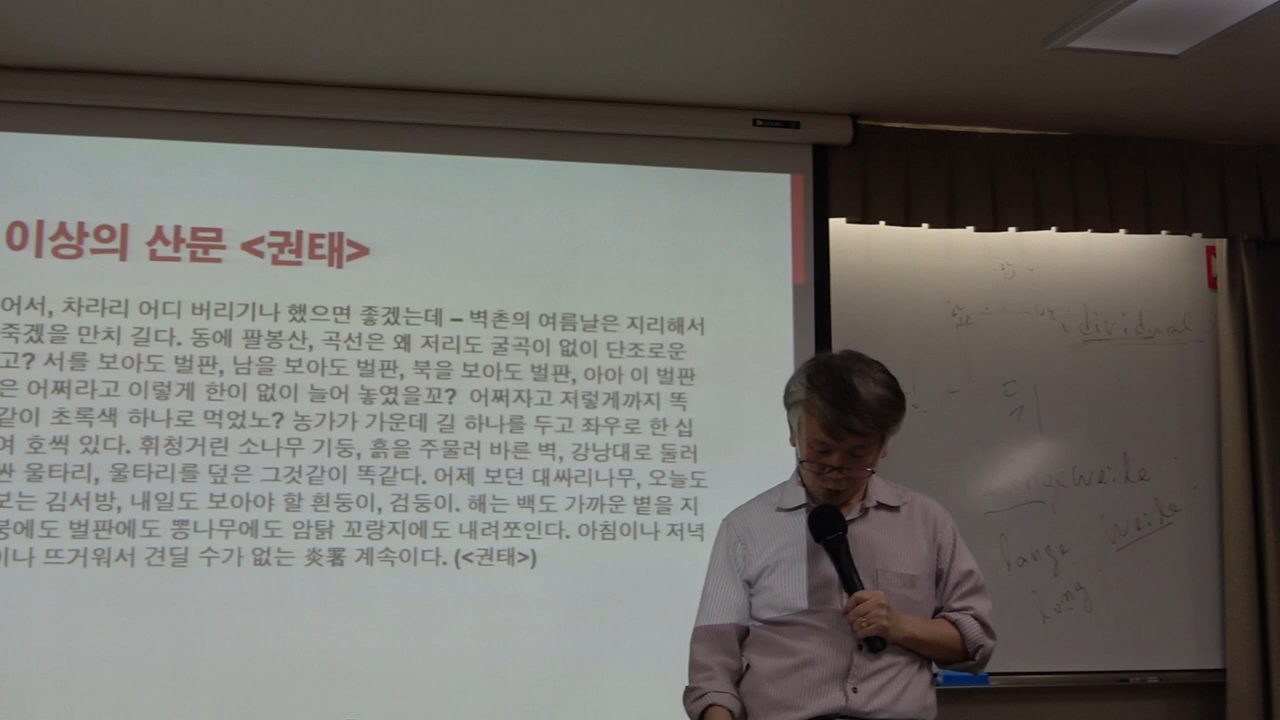 이상의 산문 <권태>
어서, 차라리 어디 버리기나 했으면 좋겠는데 – 벽촌의 여름날은 지리해서
죽겠을 만치 길다. 동에 팔봉산, 곡선은 왜 저리도 굴곡이 없이 단조로운
고? 서를 보아도 벌판, 남을 보아도 벌판, 북을 보아도 벌판, 아아 이 벌판
은 어쩌라고 이렇게 한이 없이 늘어 놓였을꼬? 어쩌자고 저렇게까지 똑
같이 초록색 하나로 먹었노? 농가가 가운데 길 하나를 두고 좌우로 한 십
여 호씩 있다. 휘청거린 소나무 기둥, 흙을 주물러 바른 벽, 강낭대로 둘러
싼 울타리, 울타리를 덮은 그것같이 똑같다. 어제 보던 대싸리나무, 오늘도
보는 김서방, 내일도 보아야 할 흰둥이, 검둥이. 해는 백도 가까운 볕을 지
붕에도 벌판에도 뽕나무에도 암탉 꼬랑지에도 내려쪼인다. 아침이나 저녁
이나 뜨거워서 견딜 수가 없는 炎署 계속이다. (<권태>)
dividual
weile
lange Weile
long